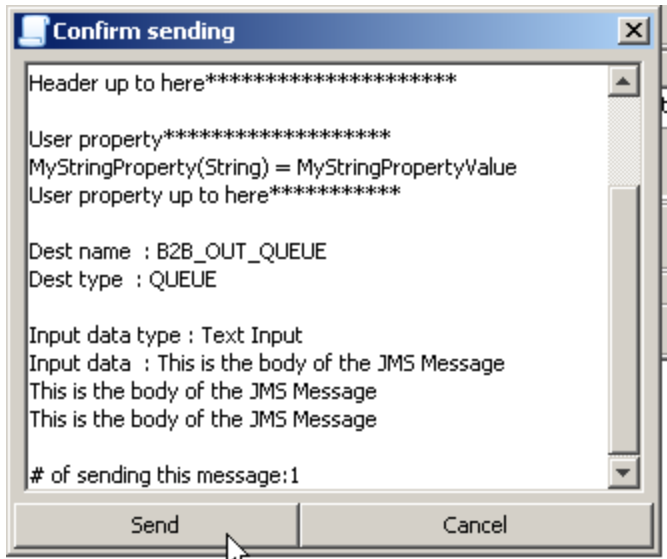 Confirm sending
Header up to here*********************
User property********************
MyStringProperty(String) = MyStringPropertyValue
User property up to here***********
Dest name : B2B_OUT_QUEUE
Dest type : QUEUE
Input data type : Text Input
Input data : This is the body of the JMS Message
This is the body of the JMS Message
This is the body of the JMS Message
# of sending this message:1
Send
Cancel